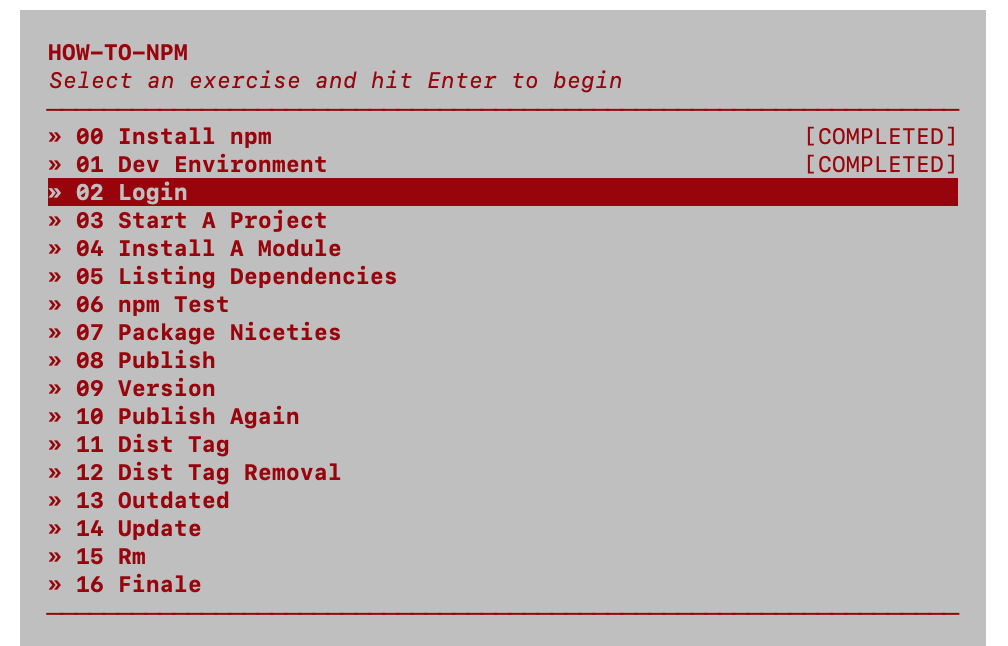 HOW-TO-NPM
Select an exercise and hit Enter to begin
» 00 Install npm [COMPLETED]
» 01 Dev Environment [COMPLETED]
» 02 Login
» 03 Start A Project
» 04 Install A Module
» 05 Listing Dependencies
» 06 npm Test
» 07 Package Niceties
» 08 Publish
» 09 Version
» 10 Publish Again
» 11 Dist Tag
» 12 Dist Tag Removal
» 13 Outdated
» 14 Update
» 15 Rm
» 16 Finale